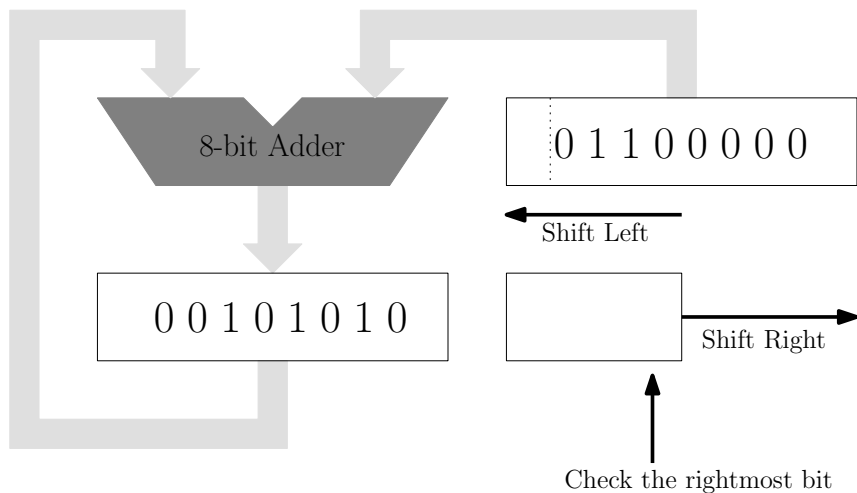 8-bit Adder
0 1 1 0 0 0 0 0
Shift Left
0 0 1 0 1 0 1 0
Shift Right
Check the rightmost bit